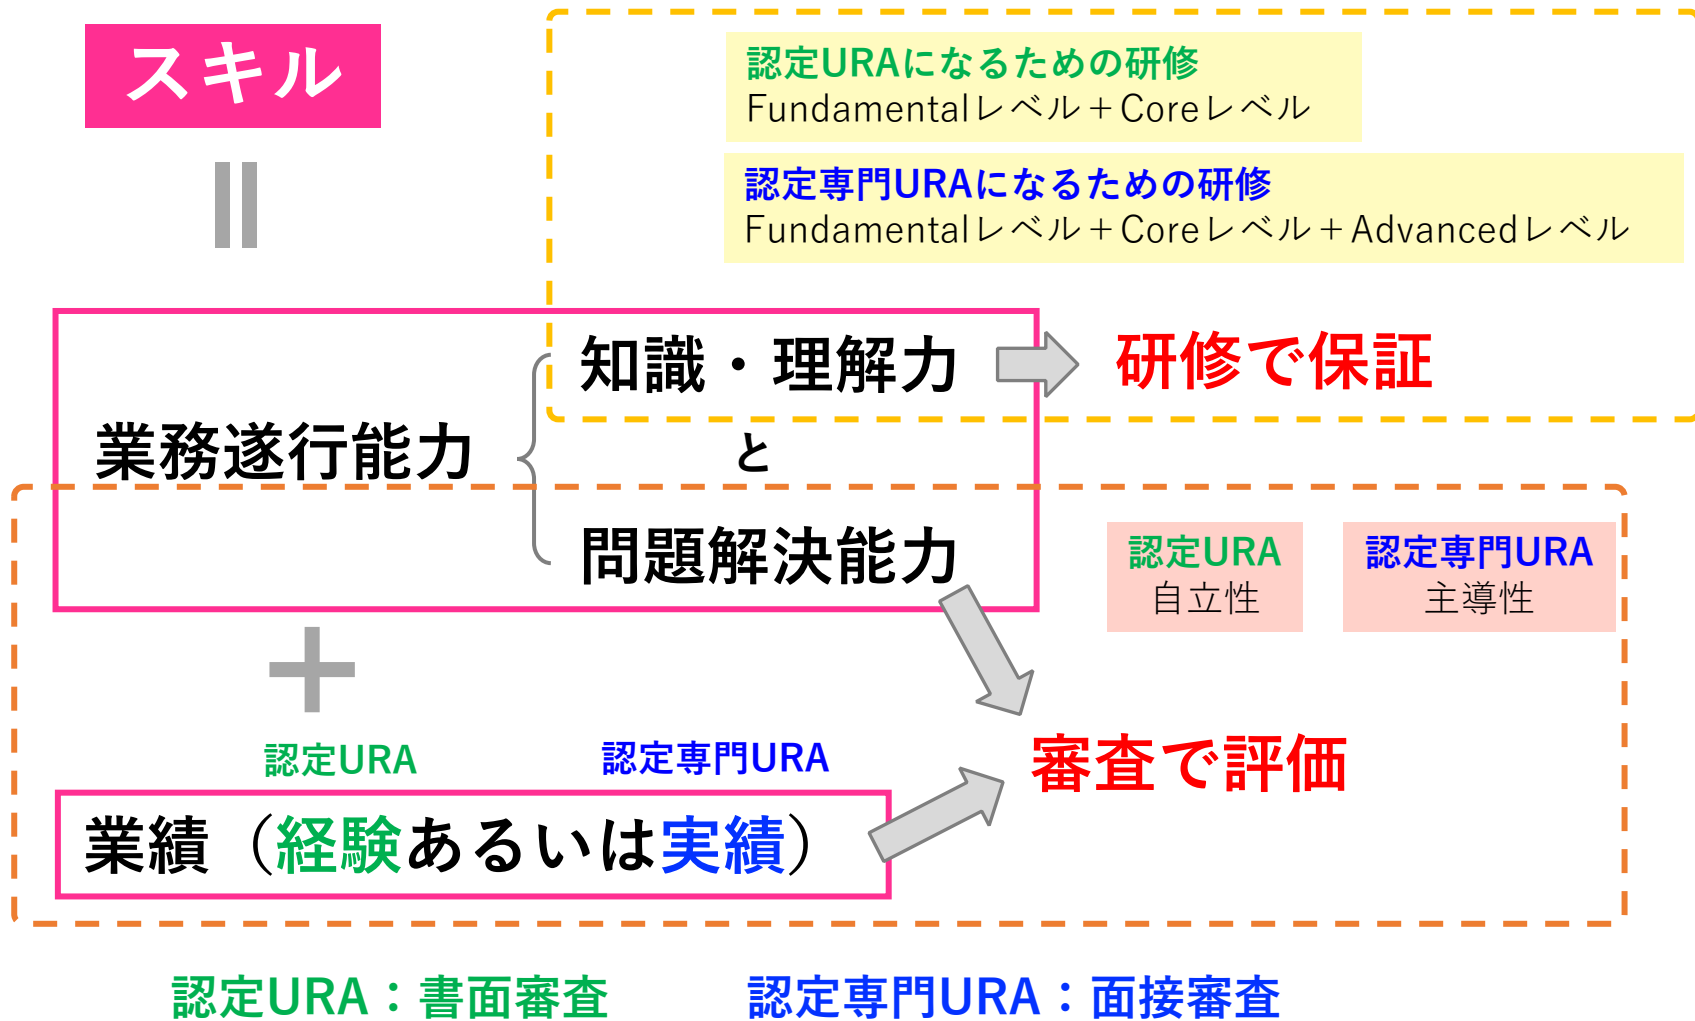 スキル
認定URAになるための研修
Fundamentalレベル＋Coreレベル
認定専門URAになるための研修
Fundamentalレベル＋Coreレベル＋Advancedレベル
知識・理解力
研修で保証
業務遂行能力
と
問題解決能力
認定URA
自立性
認定専門URA
主導性
＋
認定URA
認定専門URA
審査で評価
業績（経験あるいは実績）
認定URA：書面審査
認定専門URA：面接審査